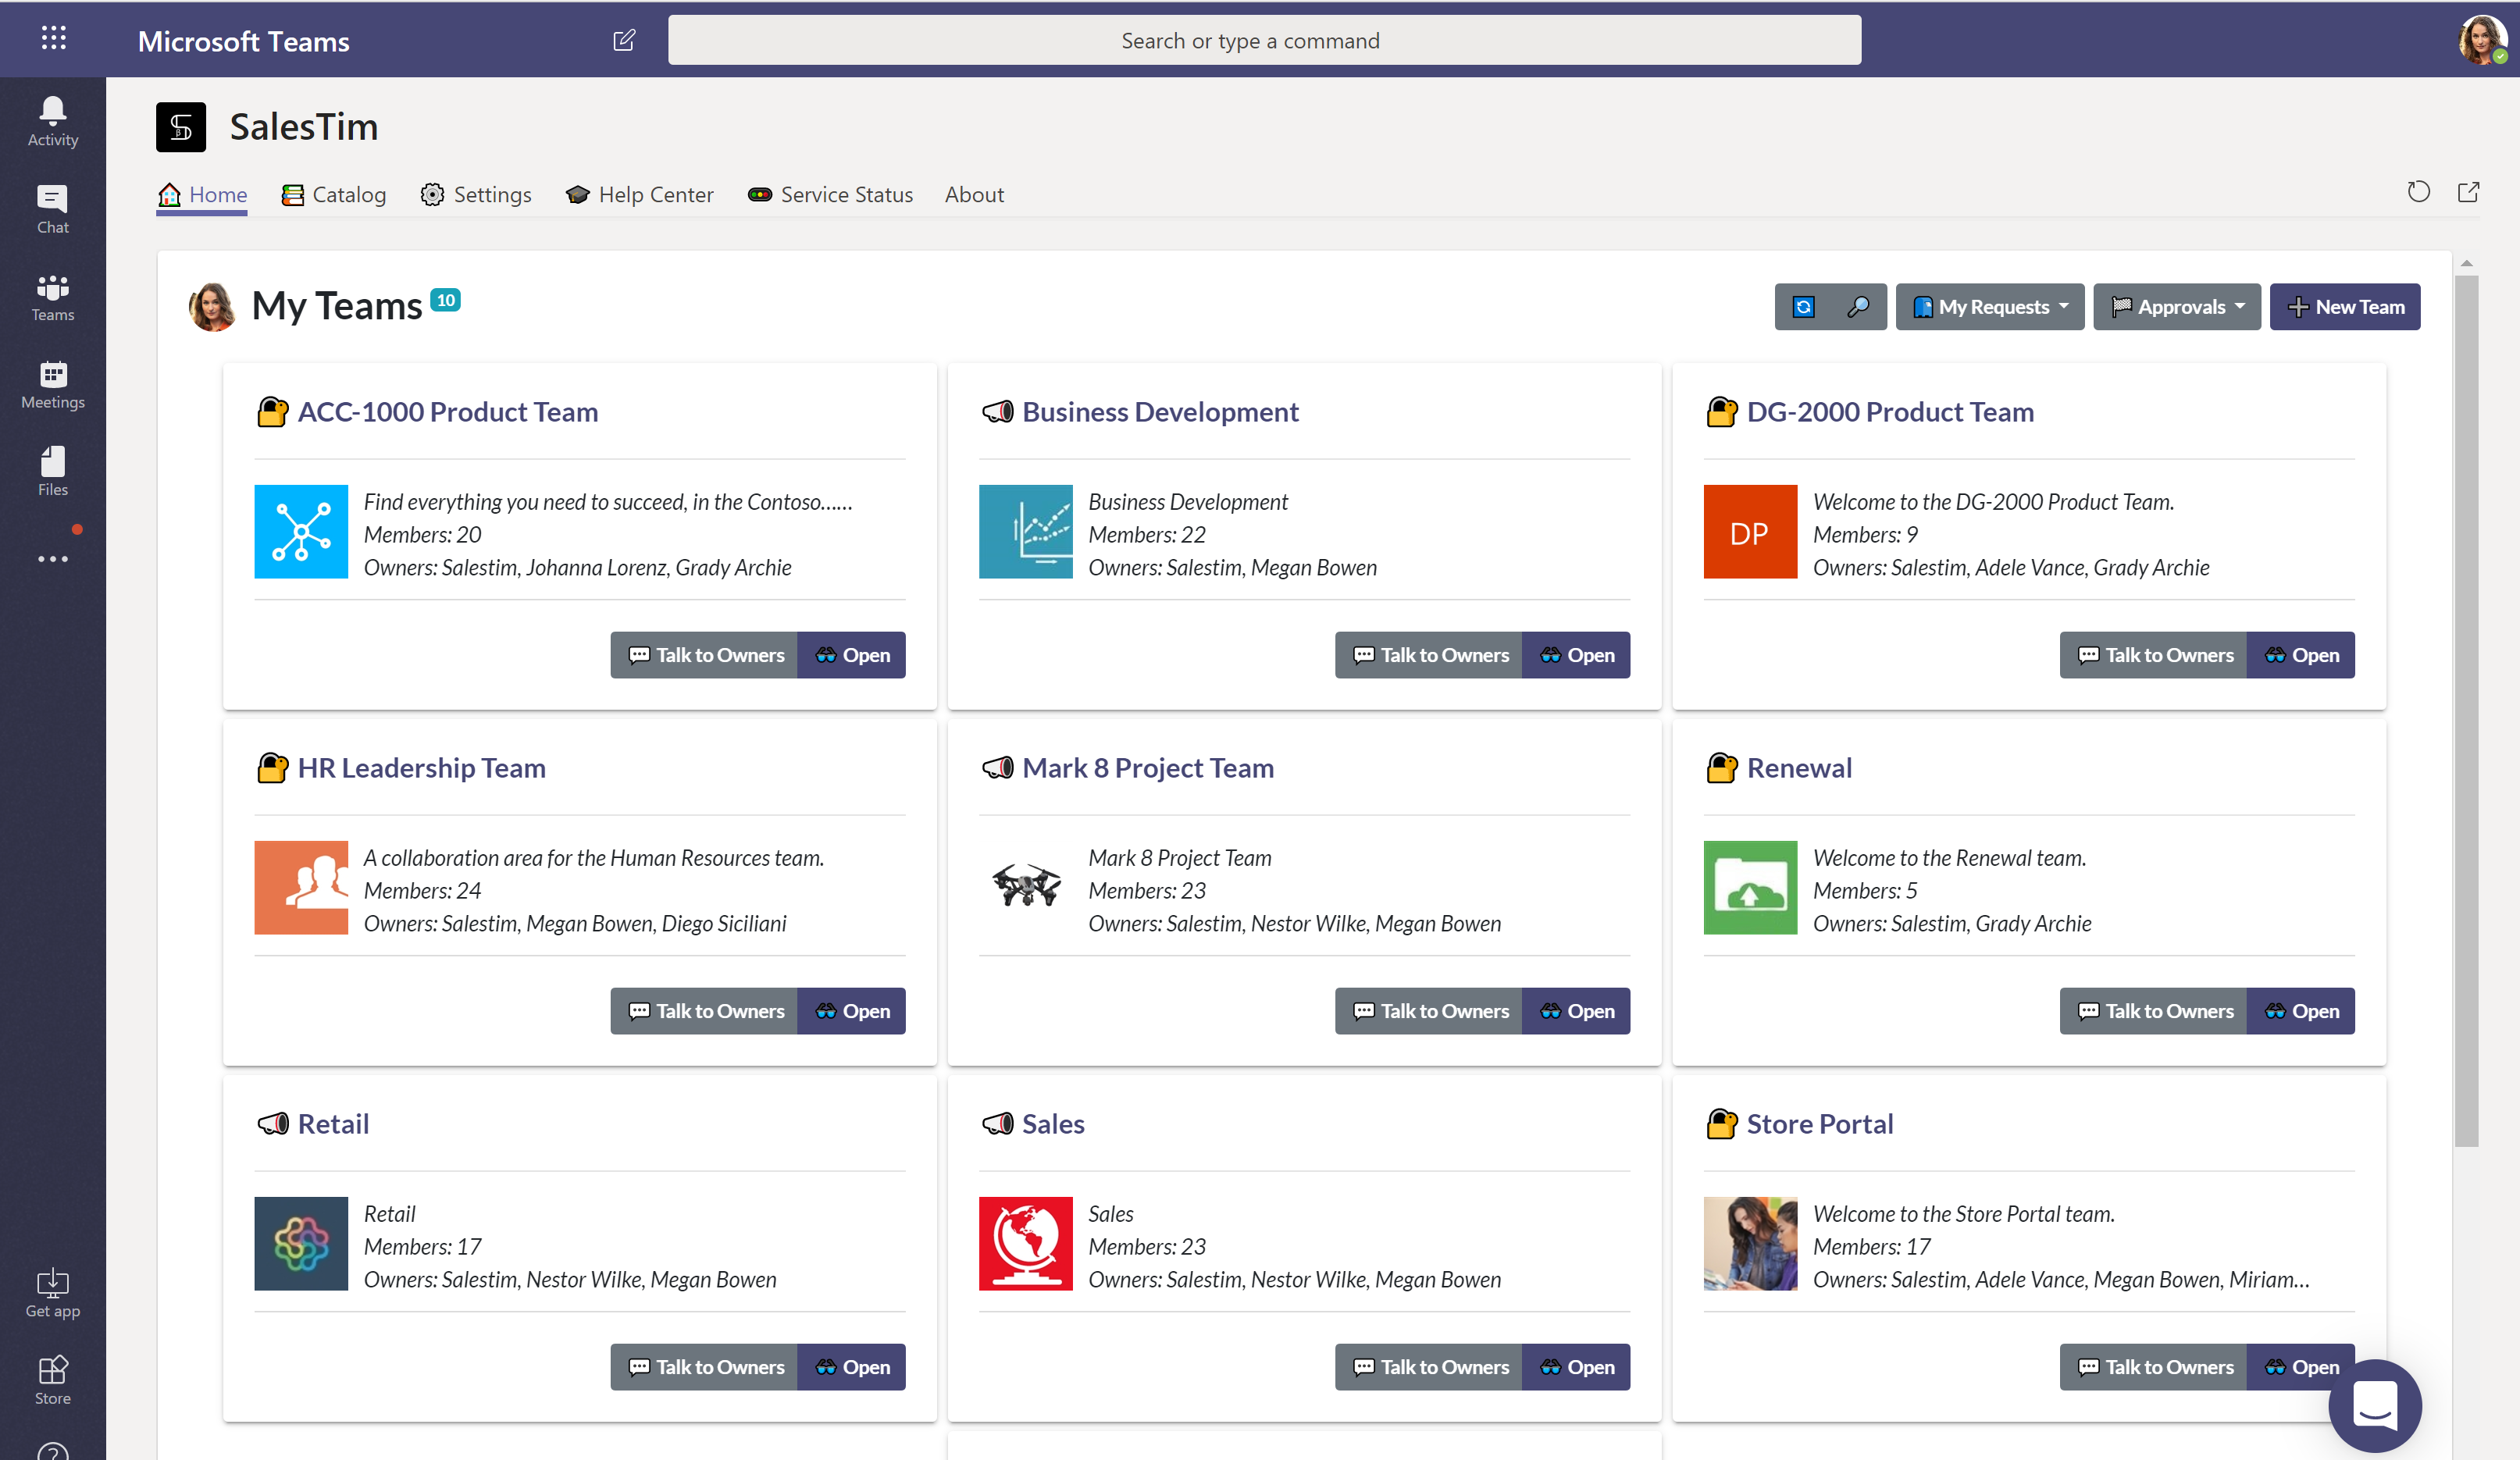 Microsoft Teams
Search or type a command
Activity
Chat
Teams
Meetings
Files
Get app
Store
SalesTim
Home
Catalog
Settings
Help Center
Service Status
About
My Teams 10
My Requests
Approvals
New Team
ACC-1000 Product Team
Find everything you need to succeed, in the Contoso......
Members: 20
Owners: Salestim, Johanna Lorenz, Grady Archie
Talk to Owners
Open
Business Development
Business Development
Members: 22
Owners: Salestim, Megan Bowen
Talk to Owners
Open
DG-2000 Product Team
DP
Welcome to the DG-2000 Product Team.
Members: 9
Owners: Salestim, Adele Vance, Grady Archie
Talk to Owners
Open
HR Leadership Team
A collaboration area for the Human Resources team.
Members: 24
Owners: Salestim, Megan Bowen, Diego Siciliani
Talk to Owners
Open
Mark 8 Project Team
Mark 8 Project Team
Members: 23
Owners: Salestim, Nestor Wilke, Megan Bowen
Talk to Owners
Open
Renewal
Welcome to the Renewal team.
Members: 5
Owners: Salestim, Grady Archie
Talk to Owners
Open
Retail
Retail
Members: 17
Owners: Salestim, Nestor Wilke, Megan Bowen
Talk to Owners
Open
Sales
Sales
Members: 23
Owners: Salestim, Nestor Wilke, Megan Bowen
Talk to Owners
Open
Store Portal
Welcome to the Store Portal team.
Members: 17
Owners: Salestim, Adele Vance, Megan Bowen, Miriam...
Talk to Owners
Open